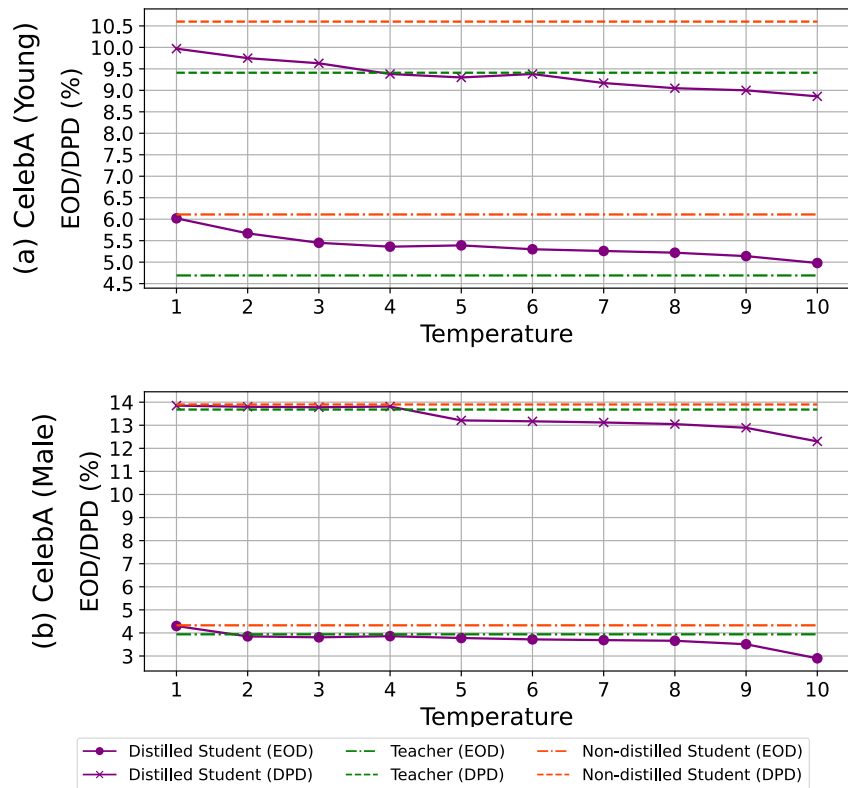 (a) CelebA (Young)
EOD/DPD (%)
10.5
10.0
9.5
9.0
8.5
8.0
7.5
7.0
6.5
6.0
5.5
5.0
4.5
1 2 3 4 5 6 7 8 9 10
Temperature
(b) CelebA (Male)
EOD/DPD (%)
14
13
12
11
10
9
8
7
6
5
4
3
1 2 3 4 5 6 7 8 9 10
Temperature
Distilled Student (EOD) Teacher (EOD) Non-distilled Student (EOD)
Distilled Student (DPD) Teacher (DPD) Non-distilled Student (DPD)